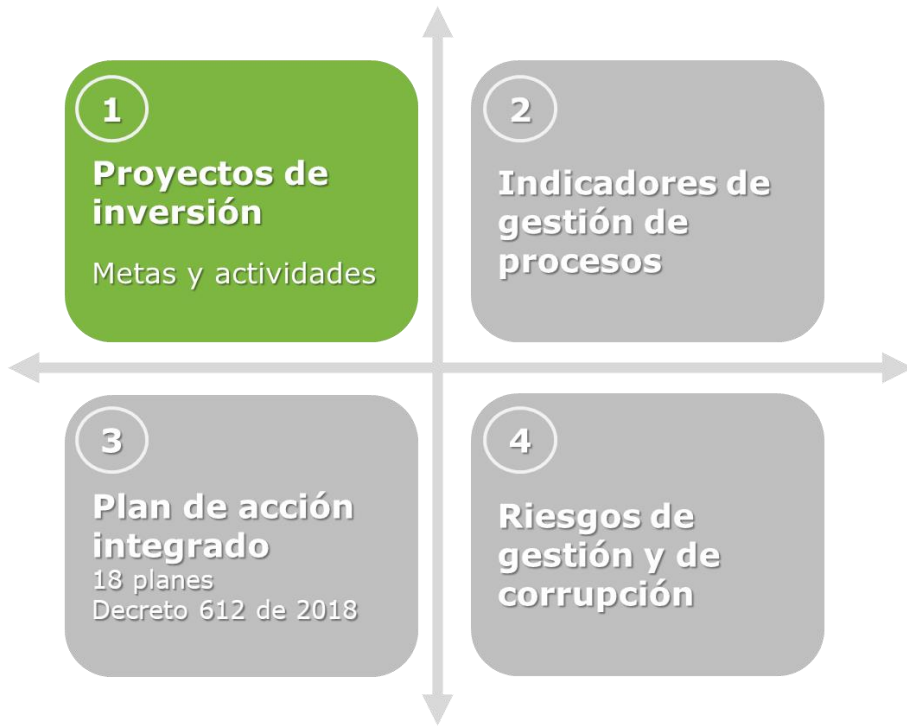 1
Proyectos de
inversión
Metas y actividades
2
Indicadores de
gestión de
procesos
3
Plan de acción
integrado
18 planes
Decreto 612 de 2018
4
Riesgos de
gestión y de
corrupción